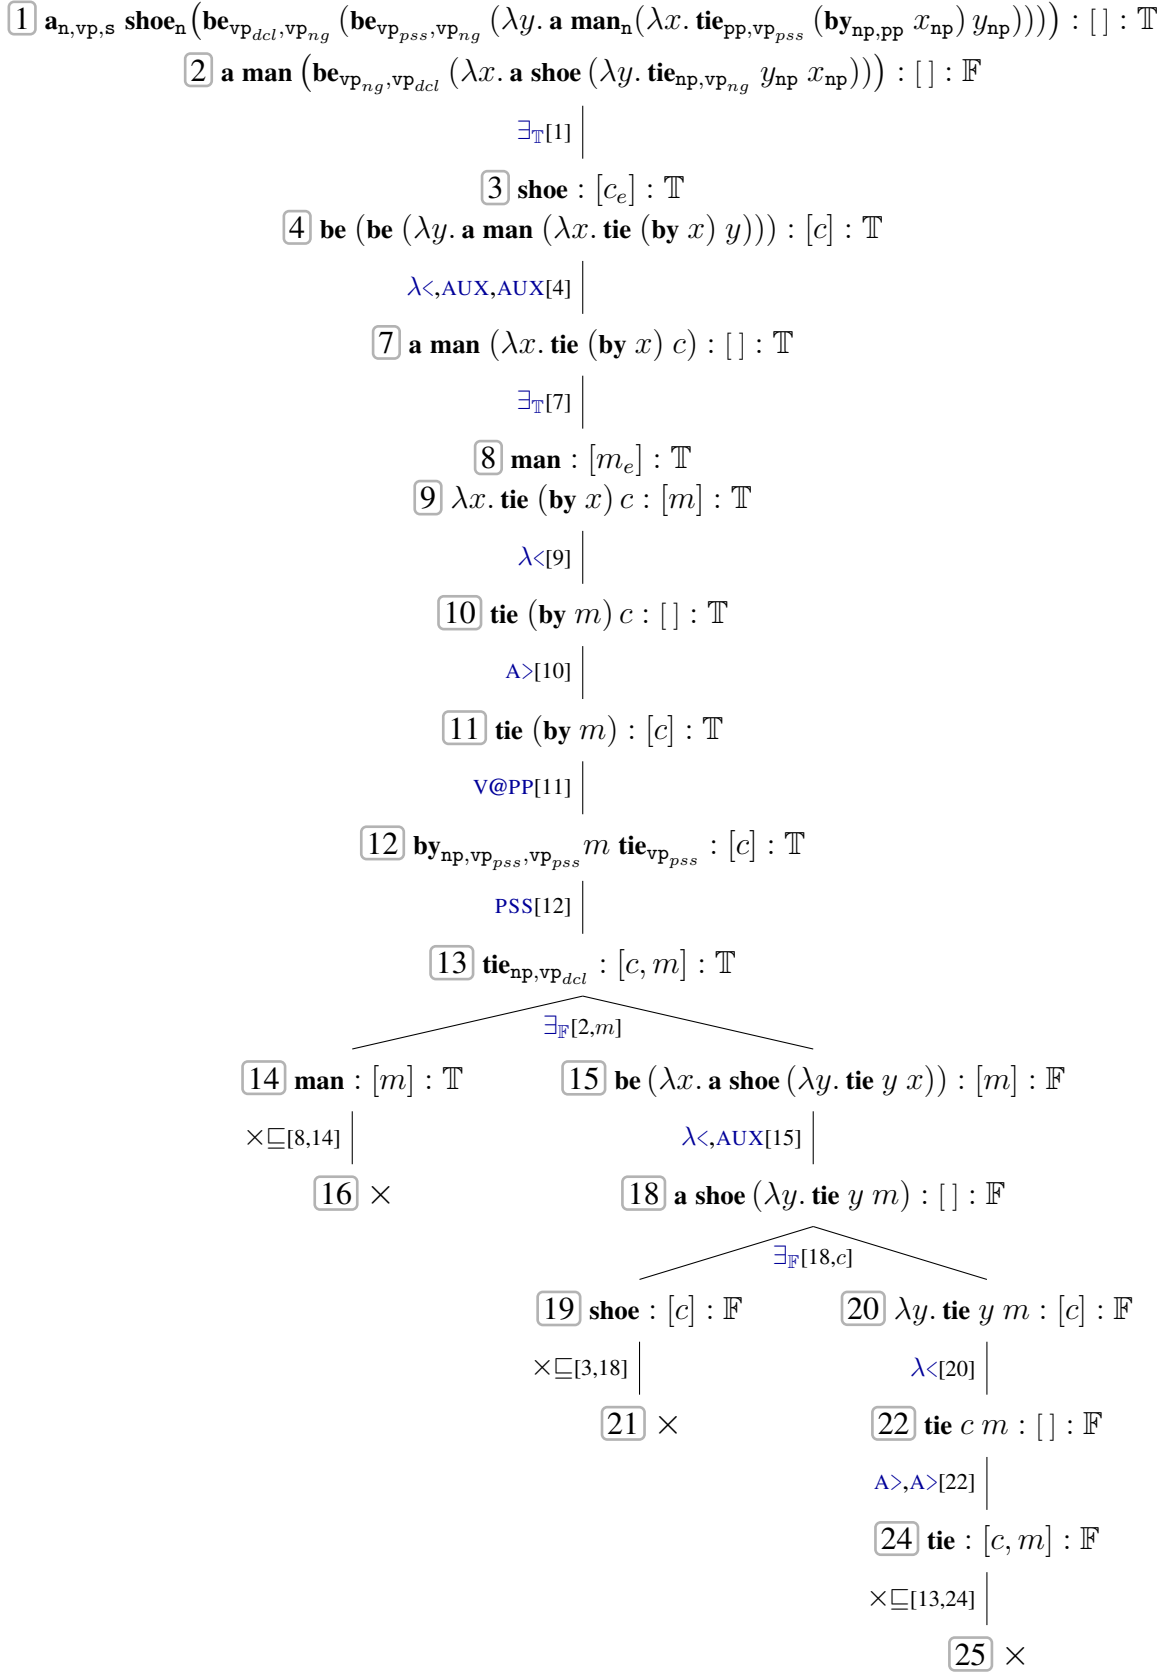 1 a_{n,vp,s} shoe_n(be_{vp_{dcl},vp_{ng}} (be_{vp_{pss},vp_{ng}} (λy. a man_n(λx. tie_{pp,vp_{pss}} (by_{np,pp} x_{np}) y_{np})))) : [ ] : 𝕋
2 a man (be_{vp_{ng},vp_{dcl}} (λx. a shoe (λy. tie_{np,vp_{ng}} y_{np} x_{np}))) : [ ] : 𝔽
∃_𝕋[1]
3 shoe : [c_e] : 𝕋
4 be (be (λy. a man (λx. tie (by x) y))) : [c] : 𝕋
λ<,AUX,AUX[4]
7 a man (λx. tie (by x) c) : [ ] : 𝕋
∃_𝕋[7]
8 man : [m_e] : 𝕋
9 λx. tie (by x) c : [m] : 𝕋
λ<[9]
10 tie (by m) c : [ ] : 𝕋
A>[10]
11 tie (by m) : [c] : 𝕋
V@PP[11]
12 by_{np,vp_{pss},vp_{pss}} m tie_{vp_{pss}} : [c] : 𝕋
PSS[12]
13 tie_{np,vp_{dcl}} : [c, m] : 𝕋
∃_𝔽[2,m]
14 man : [m] : 𝕋 15 be (λx. a shoe (λy. tie y x)) : [m] : 𝔽
×⊑[8,14] λ<,AUX[15]
16 × 18 a shoe (λy. tie y m) : [ ] : 𝔽
∃_𝔽[18,c]
19 shoe : [c] : 𝔽 20 λy. tie y m : [c] : 𝔽
×⊑[3,18] λ<[20]
21 × 22 tie c m : [ ] : 𝔽
A>,A>[22]
24 tie : [c, m] : 𝔽
×⊑[13,24]
25 ×